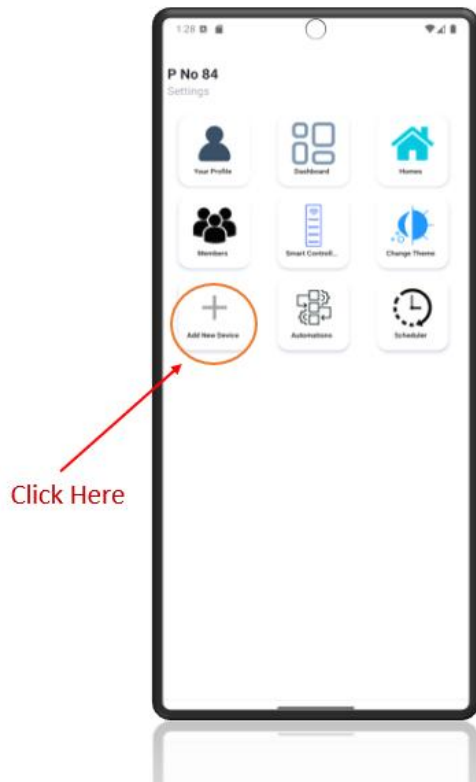 1:28
P No 84
Settings
Your Profile
Dashboard
Homes
Members
Smart Controll...
Change Theme
Add New Device
Automations
Scheduler
Click Here